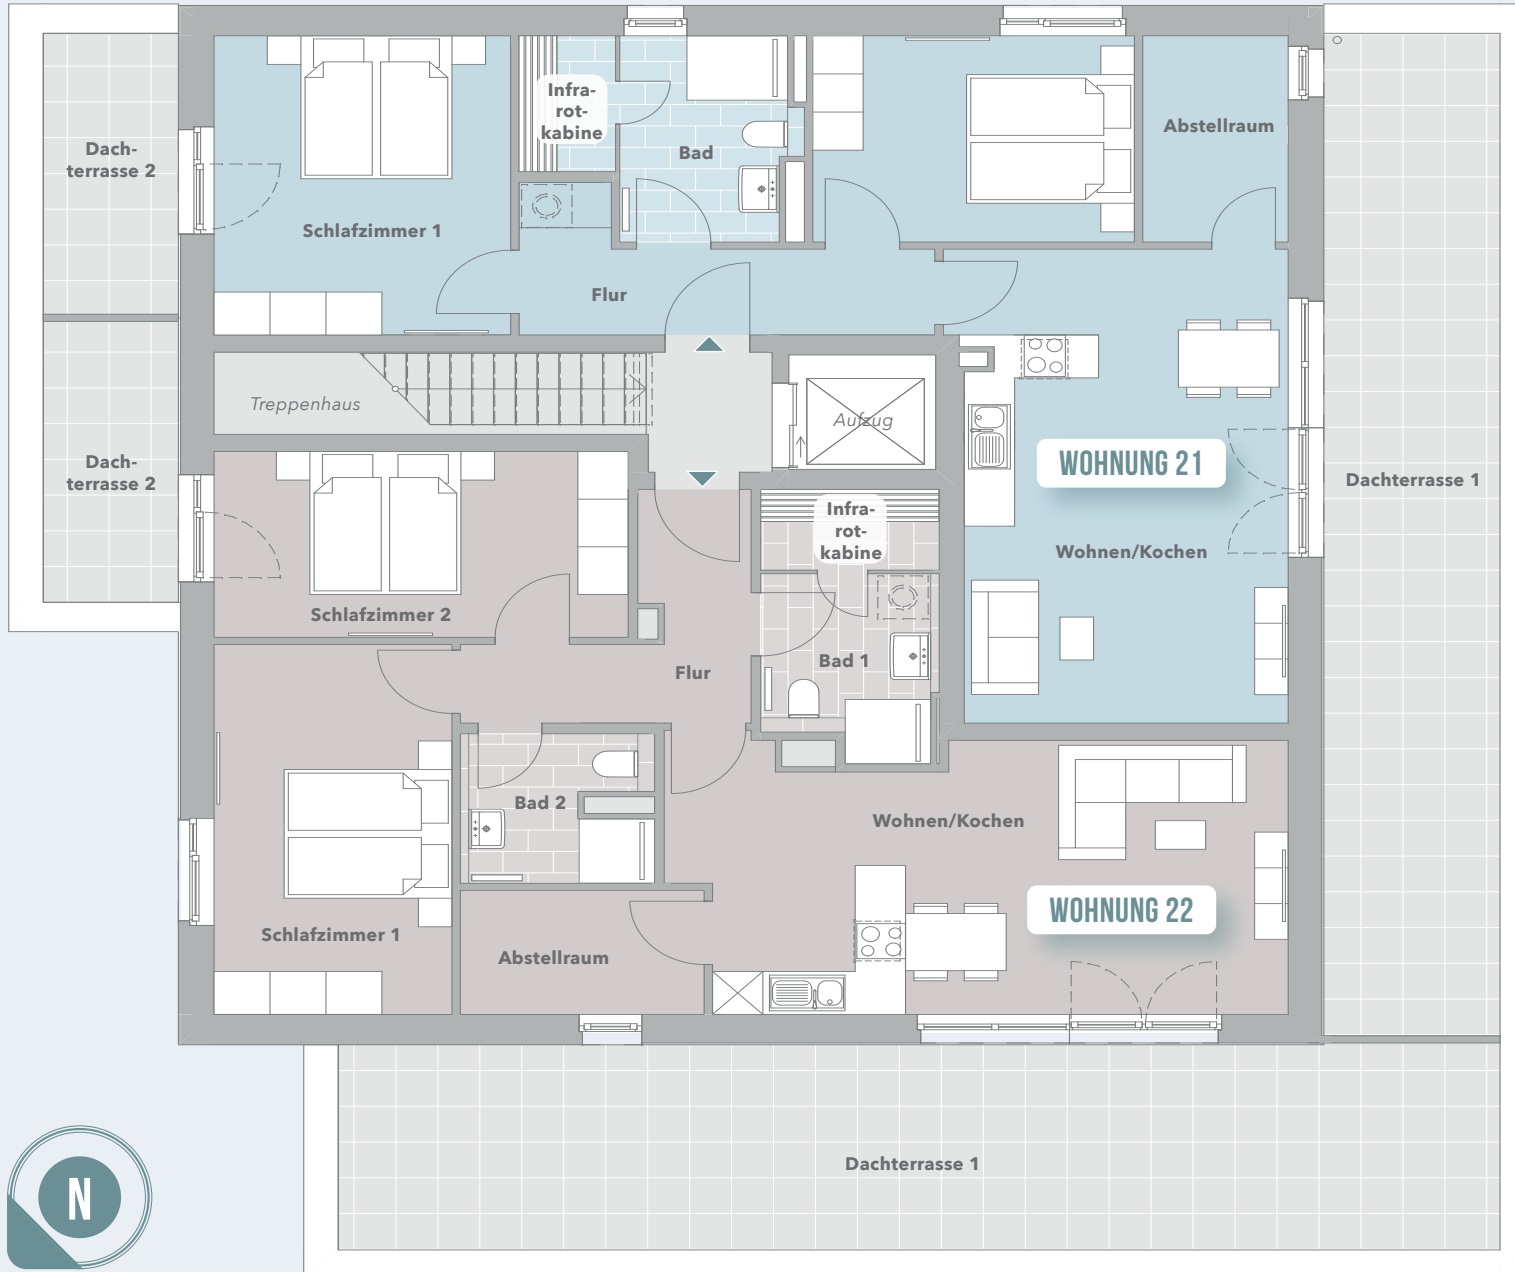 Dach-
terrasse 2
Schlafzimmer 1
Infra-
rot-
kabine
Bad
Abstellraum
Flur
Treppenhaus
Aufzug
WOHNUNG 21
Wohnen/Kochen
Dachterrasse 1
Dach-
terrasse 2
Schlafzimmer 2
Infra-
rot-
kabine
Bad 1
Flur
Bad 2
Schlafzimmer 1
Abstellraum
Wohnen/Kochen
WOHNUNG 22
Dachterrasse 1
N